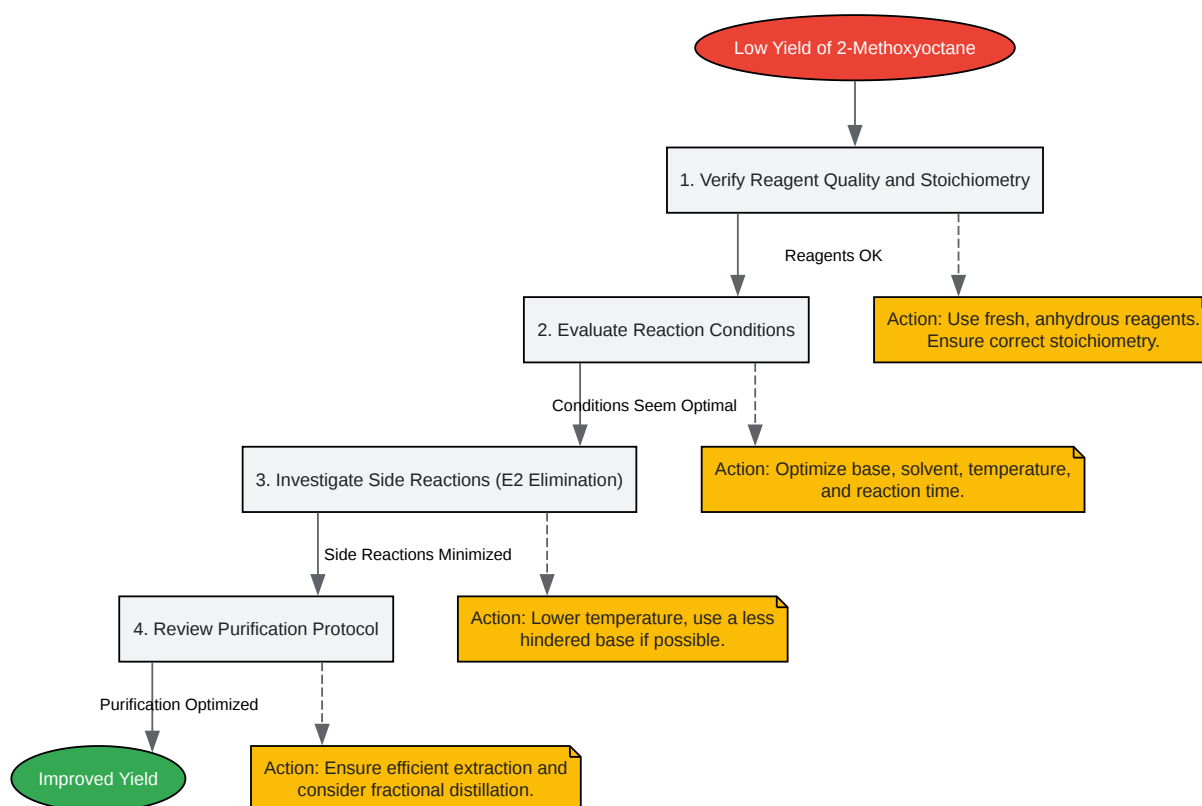 Low Yield of 2-Methoxyoctane
1. Verify Reagent Quality and Stoichiometry
Reagents OK
2. Evaluate Reaction Conditions
Action: Use fresh, anhydrous reagents.
Ensure correct stoichiometry.
Conditions Seem Optimal
3. Investigate Side Reactions (E2 Elimination)
Action: Optimize base, solvent, temperature,
and reaction time.
Side Reactions Minimized
4. Review Purification Protocol
Action: Lower temperature, use a less
hindered base if possible.
Purification Optimized
Improved Yield
Action: Ensure efficient extraction and
consider fractional distillation.